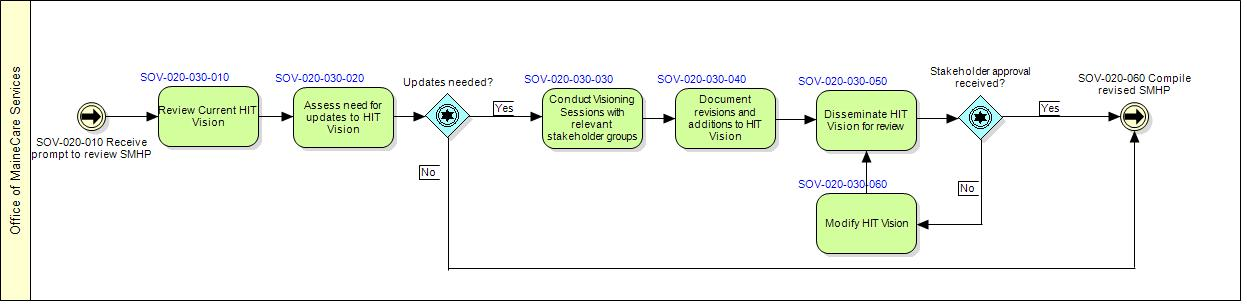 Office of MaineCare Services
SOV-020-010 Receive
prompt to review SMHP
SOV-020-030-010
Review Current HIT
Vision
SOV-020-030-020
Assess need for
updates to HIT
Vision
Updates needed?
Yes
No
SOV-020-030-030
Conduct Visioning
Sessions with
relevant
stakeholder groups
SOV-020-030-040
Document
revisions and
additions to HIT
Vision
SOV-020-030-050
Disseminate HIT
Vision for review
Stakeholder approval
received?
Yes
No
SOV-020-030-060
Modify HIT Vision
SOV-020-060 Compile
revised SMHP